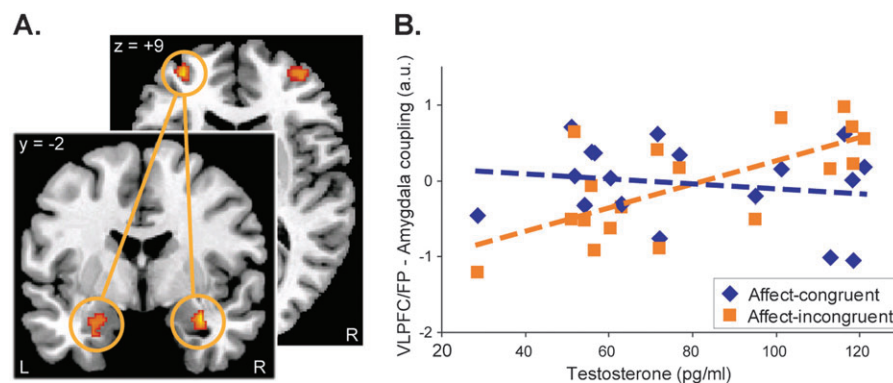 A.
z = +9
y = -2
R
L
R
B.
VLPFC/FP - Amygdala coupling (a.u.)
1
0
-1
-2
20
40
60
80
100
120
Testosterone (pg/ml)
Affect-congruent
Affect-incongruent